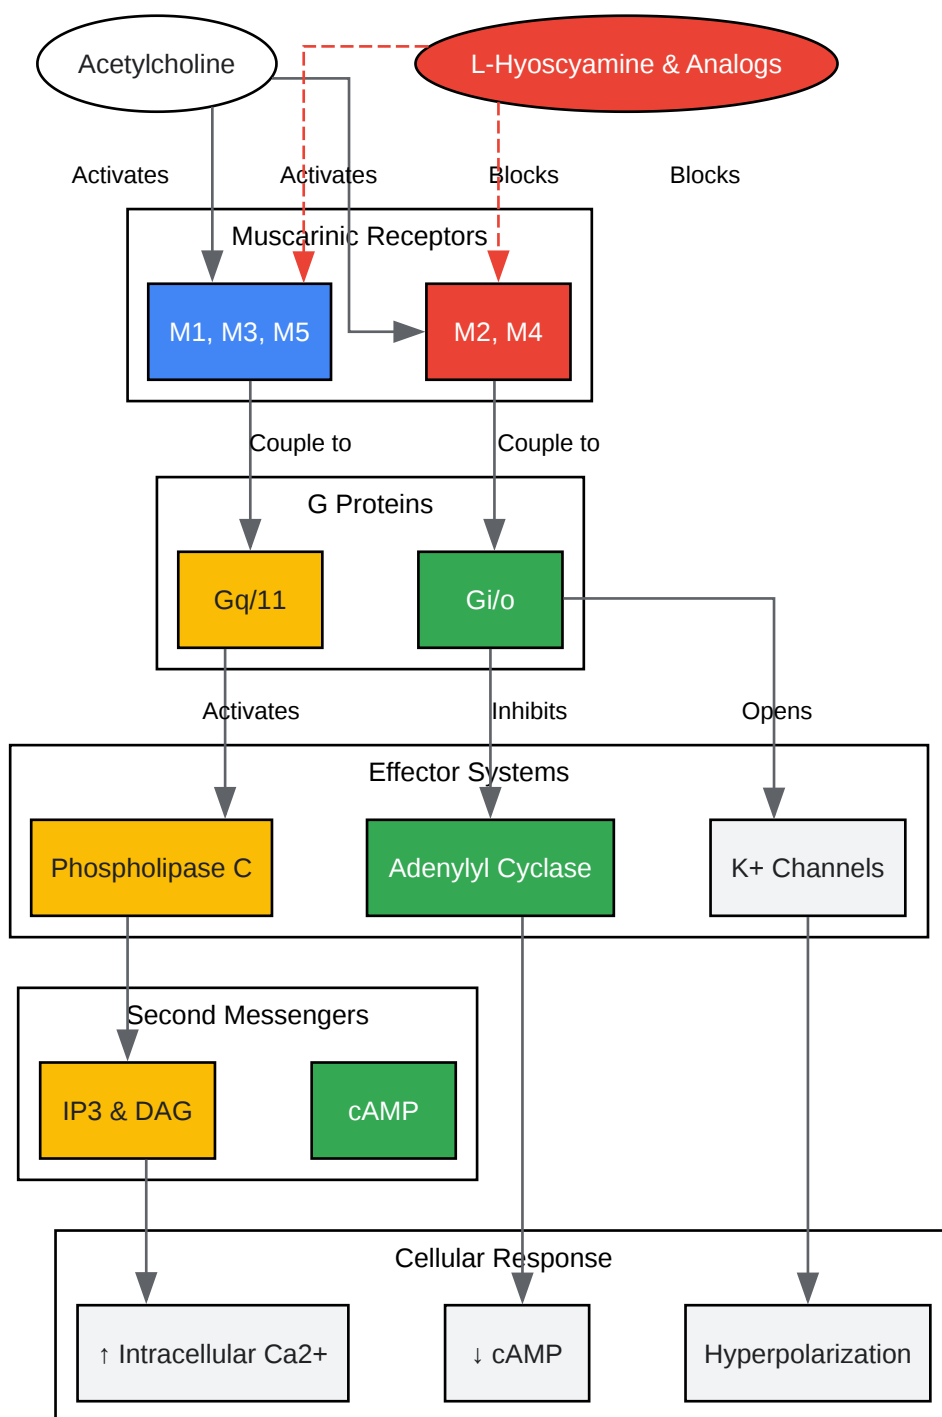 Acetylcholine
L-Hyoscyamine & Analogs
Activates
Activates
Blocks
Blocks
Muscarinic Receptors
M1, M3, M5
M2, M4
Couple to
Couple to
G Proteins
Gq/11
Gi/o
Activates
Inhibits
Opens
Effector Systems
Phospholipase C
Adenylyl Cyclase
K+ Channels
Second Messengers
IP3 & DAG
cAMP
Cellular Response
↑ Intracellular Ca2+
↓ cAMP
Hyperpolarization